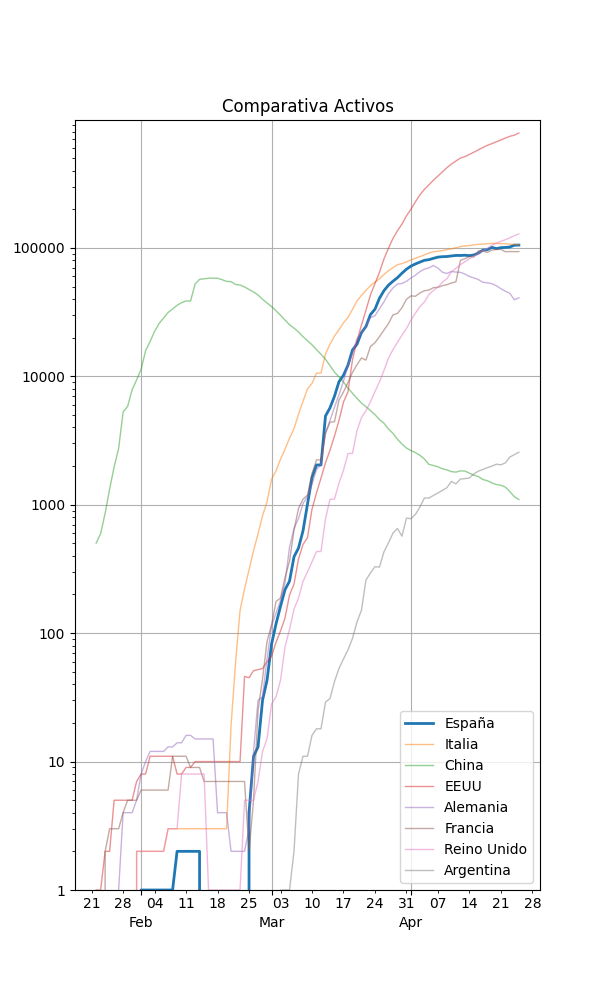 Comparativa Activos
100000
10000
1000
100
10
1
21 28 04 11 18 25 03 10 17 24 07 14 21 28
Feb Mar Apr
España
Italia
China
EEUU
Alemania
Francia
Reino Unido
Argentina